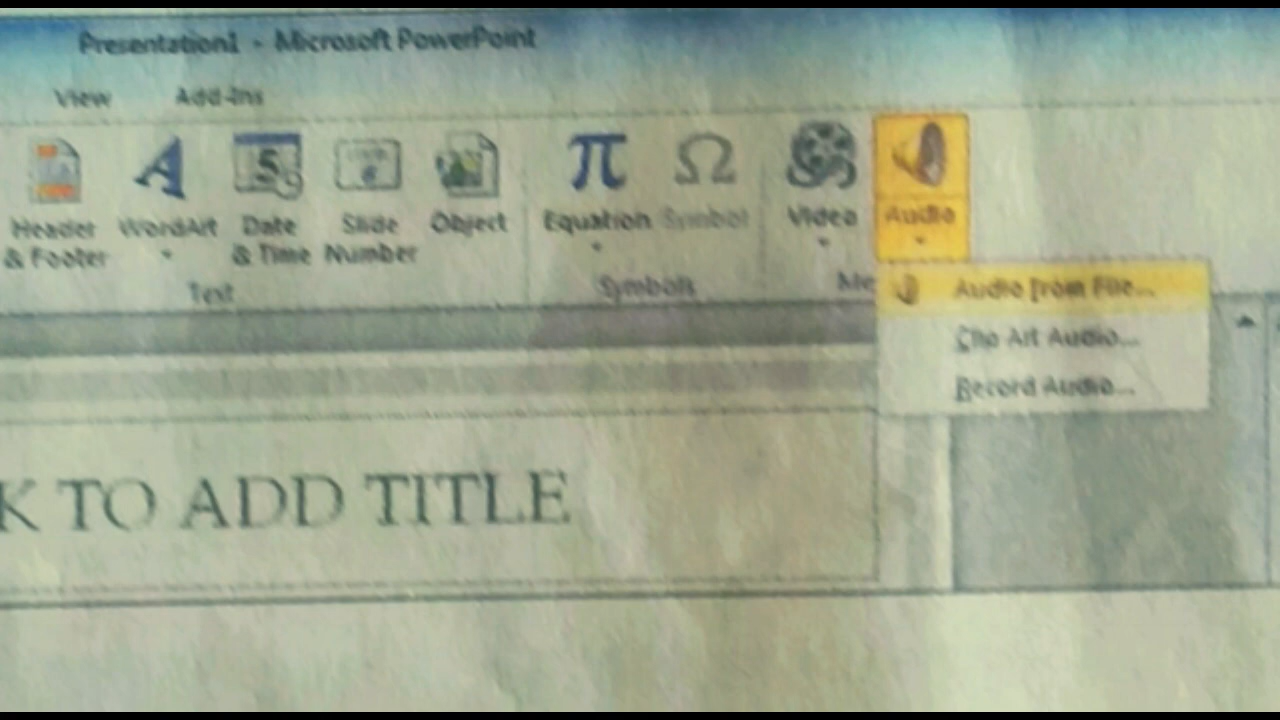 Presentation1 - Microsoft PowerPoint
View Add-Ins
Header & Footer
WordArt
Date & Time
Slide Number
Object
Equation
Symbol
Video
Audio
Text
Symbols
Me
Audio from File...
Clip Art Audio...
Record Audio...
K TO ADD TITLE